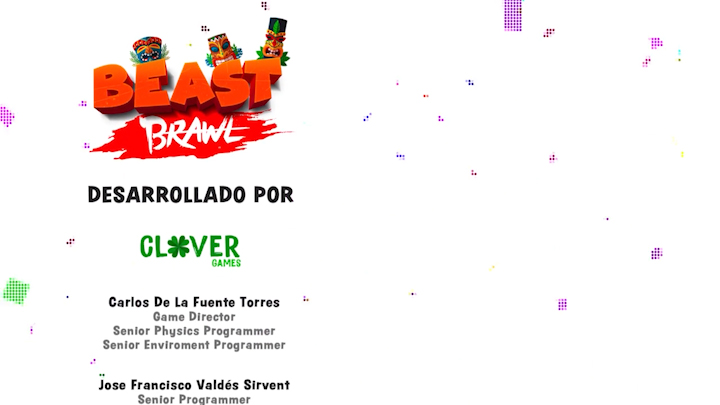 BEAST
BRAWL
DESARROLLADO POR
CLOVER
GAMES
Carlos De La Fuente Torres
Game Director
Senior Physics Programmer
Senior Enviroment Programmer
Jose Francisco Valdés Sirvent
Senior Programmer